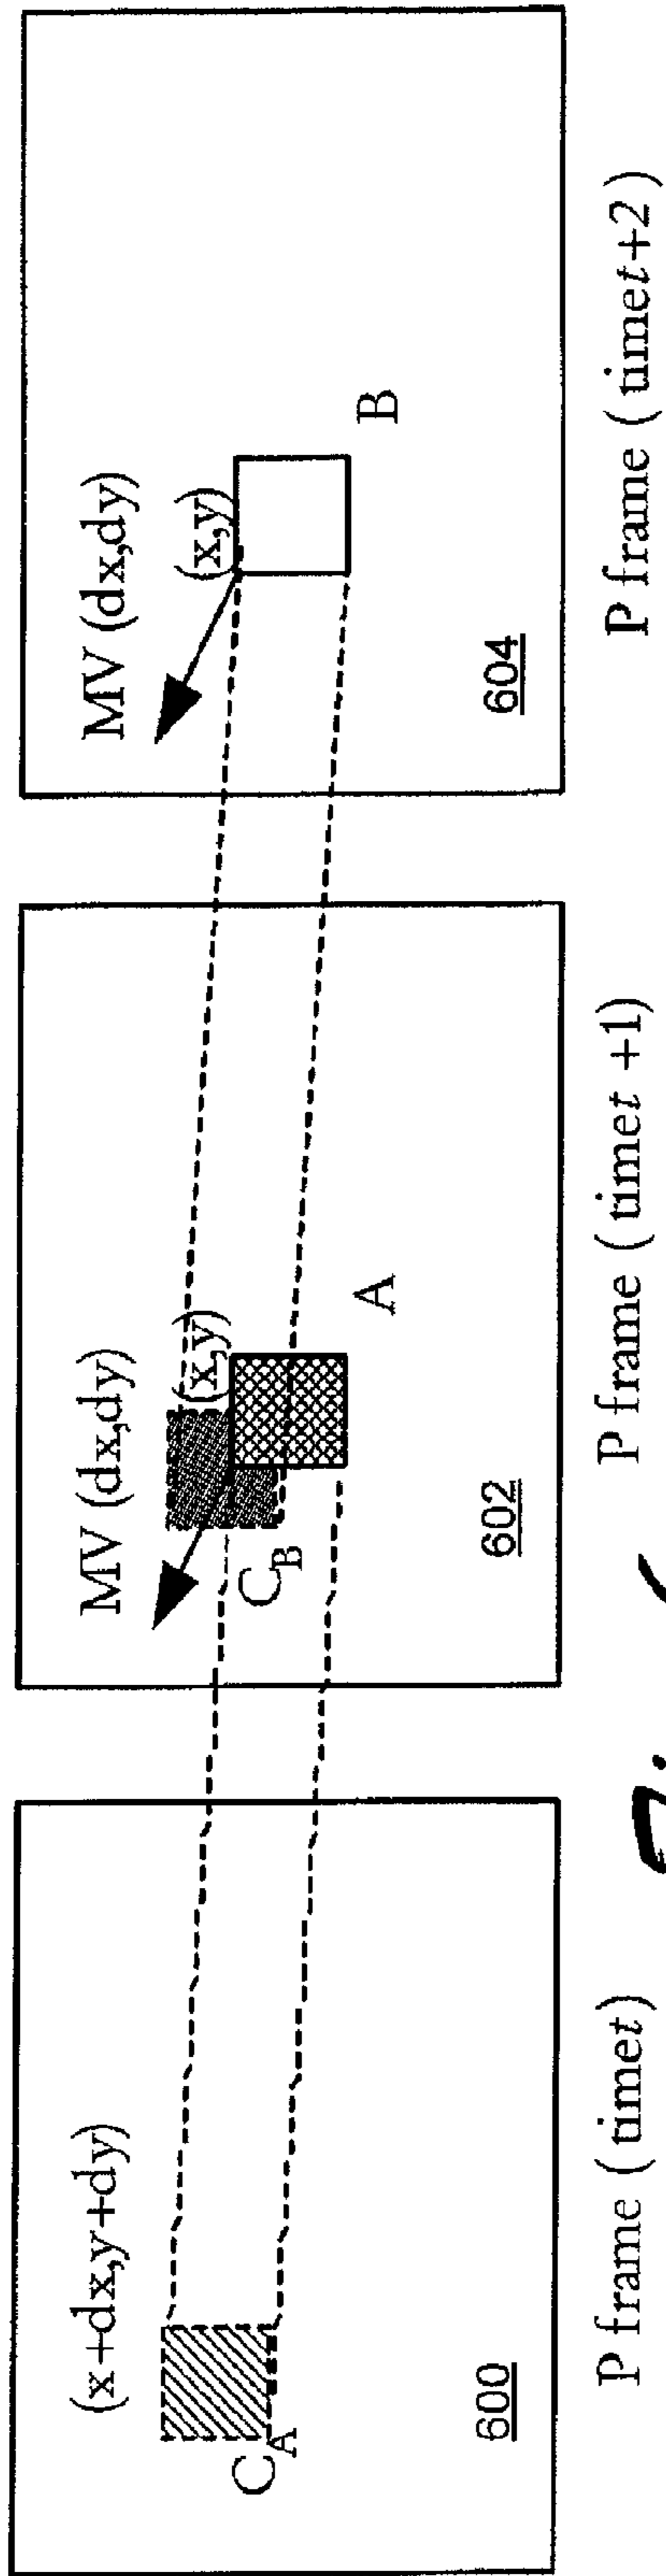 (x+dx,y+dy)
C_A
600
P frame ( time t)
MV (dx,dy)
(x,y)
C_B
A
602
P frame ( time t +1)
MV (dx,dy)
(x,y)
B
604
P frame ( time t+2)